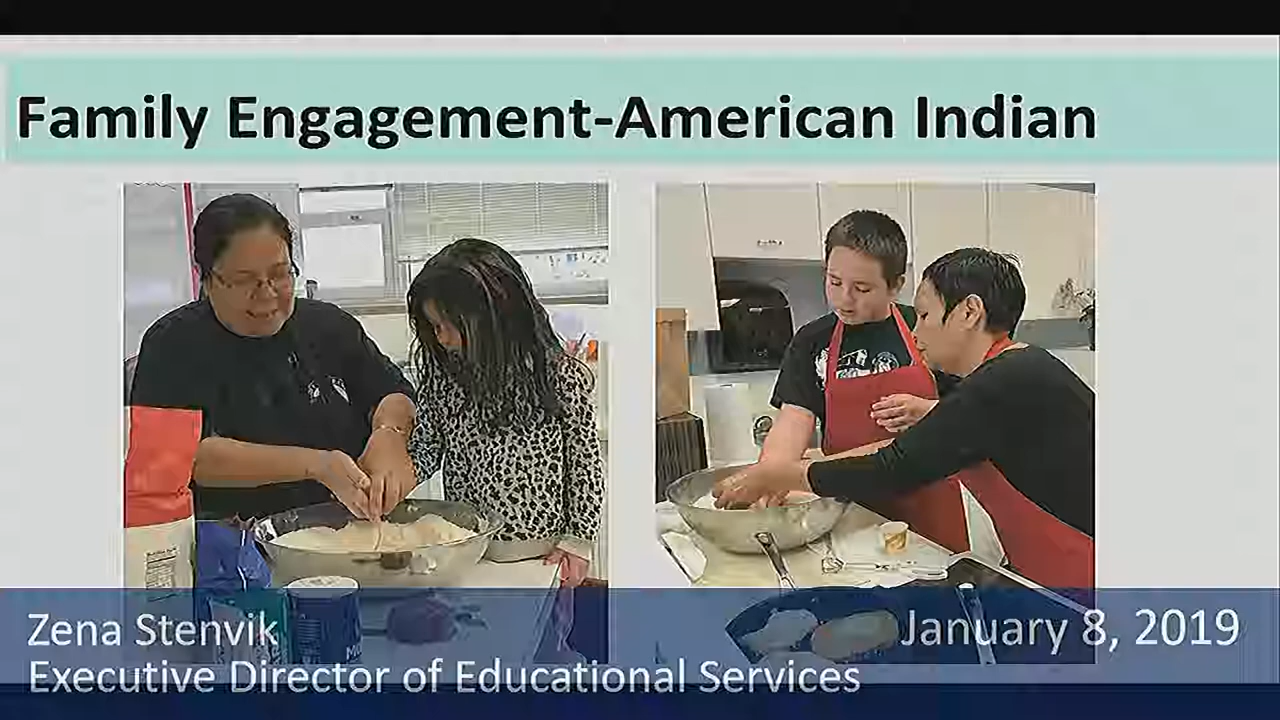 Family Engagement-American Indian
Zena Stenvik
January 8, 2019
Executive Director of Educational Services